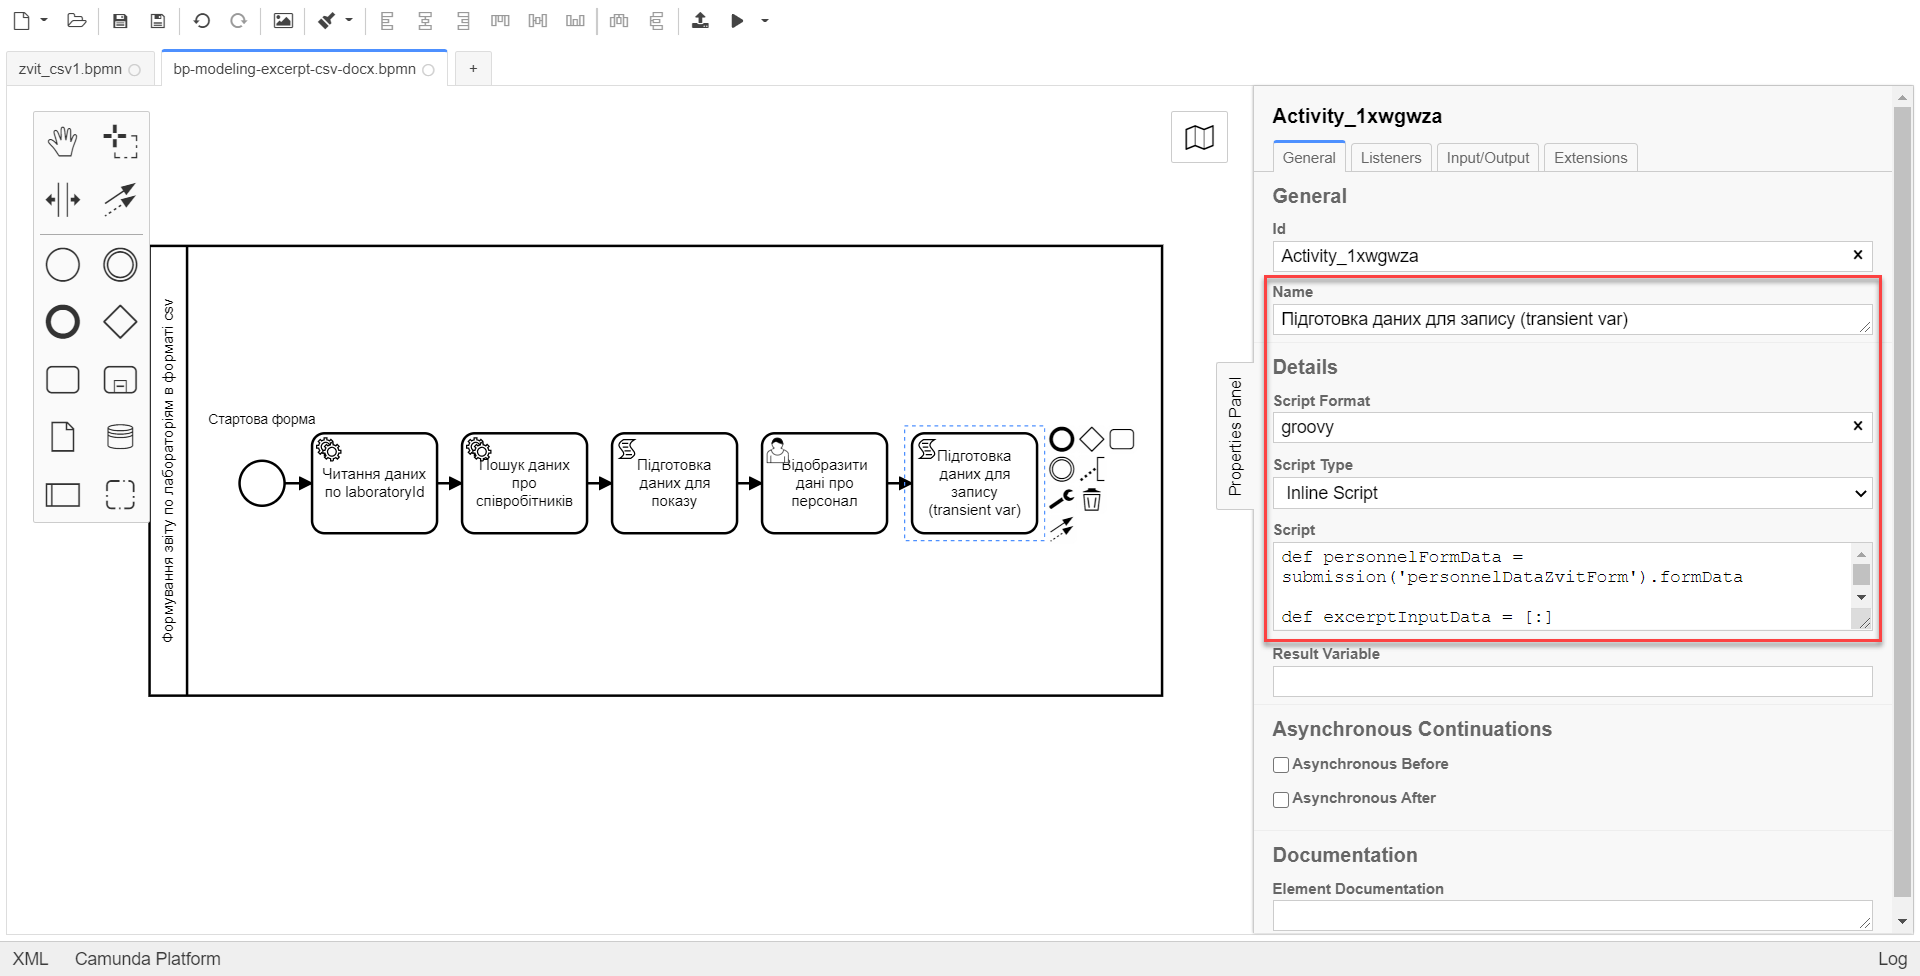 zvit_csv1.bpmn
bp-modeling-excerpt-csv-docx.bpmn
+
Формування звіту по лабораторіям в форматі csv
Стартова форма
Читання даних
по laboratoryId
Пошук даних
про
співробітників
Підготовка
даних для
показу
Відобразити
дані про
персонал
Підготовка
даних для
запису
(transient var)
Properties Panel
Activity_1xwgwza
General
Listeners
Input/Output
Extensions
General
Id
Activity_1xwgwza
Name
Підготовка даних для запису (transient var)
Details
Script Format
groovy
Script Type
Inline Script
Script
def personnelFormData =
submission('personnelDataZvitForm').formData
def excerptInputData = [:]
Result Variable
Asynchronous Continuations
Asynchronous Before
Asynchronous After
Documentation
Element Documentation
XML
Camunda Platform
Log